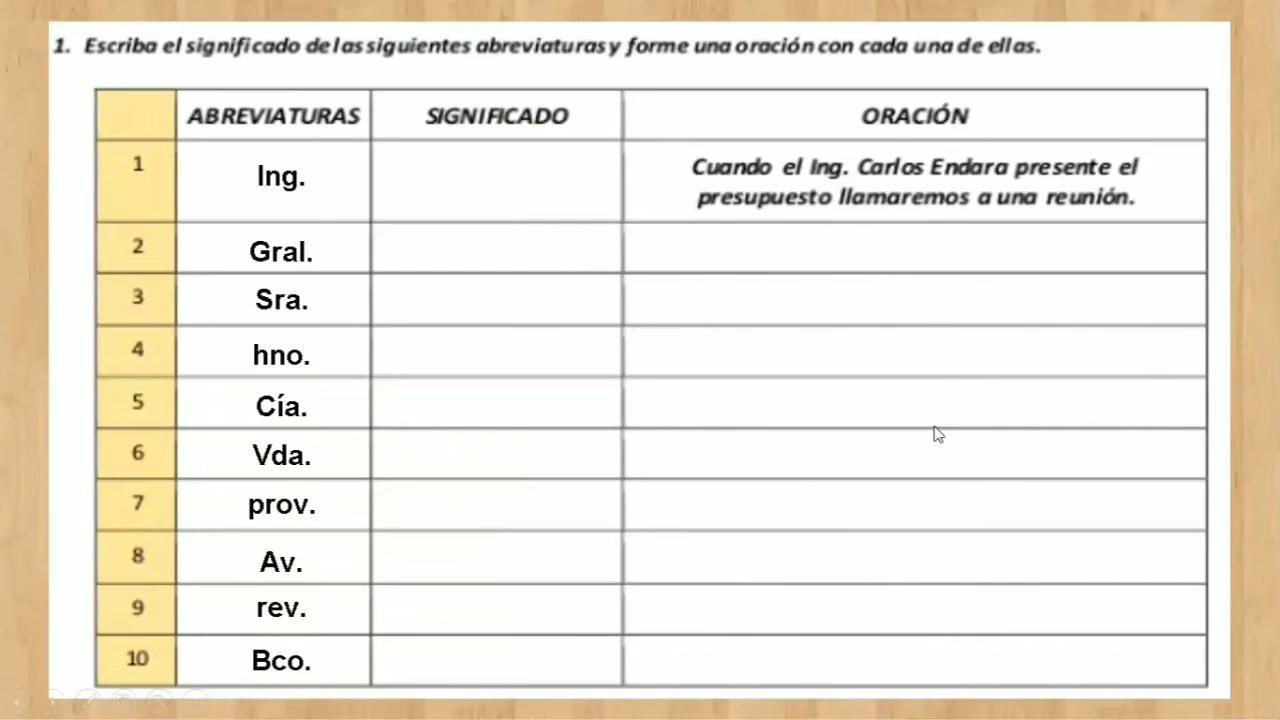 1. Escriba el significado de las siguientes abreviaturas y forme una oración con cada una de ellas.
ABREVIATURAS SIGNIFICADO ORACIÓN
1 Ing. Cuando el Ing. Carlos Endara presente el
presupuesto llamaremos a una reunión.
2 Gral.
3 Sra.
4 hno.
5 Cía.
6 Vda.
7 prov.
8 Av.
9 rev.
10 Bco.